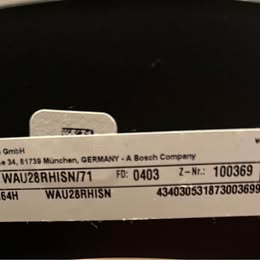 GmbH
e 34, 81739 München, GERMANY - A Bosch Company
WAU28RHISN/71 FD: 0403 Z-Nr.: 100369
64H WAU28RHISN 434030531873003699